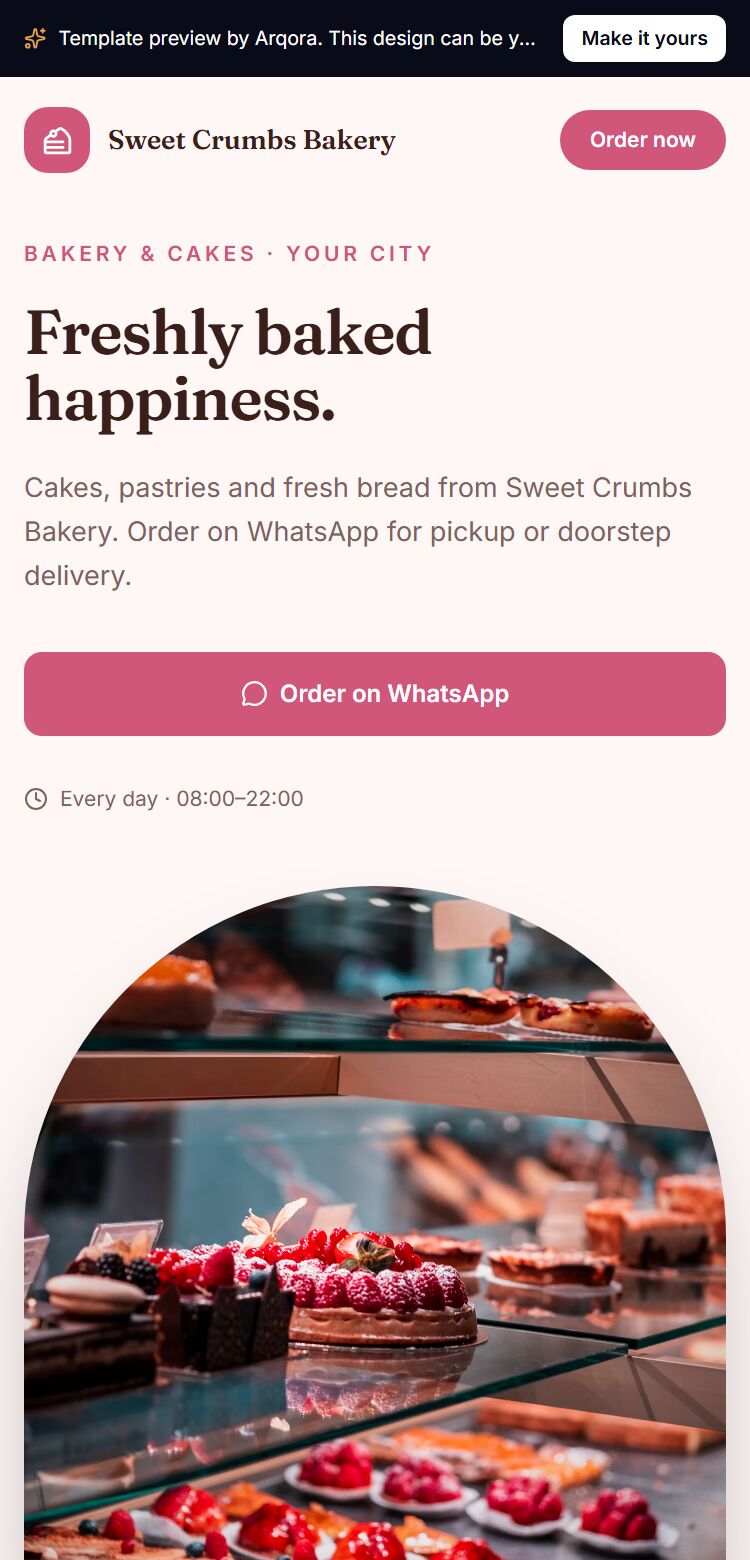 Template preview by Arqora. This design can be y...
Make it yours
Sweet Crumbs Bakery
Order now
BAKERY & CAKES · YOUR CITY
Freshly baked
happiness.
Cakes, pastries and fresh bread from Sweet Crumbs
Bakery. Order on WhatsApp for pickup or doorstep
delivery.
Order on WhatsApp
Every day · 08:00–22:00